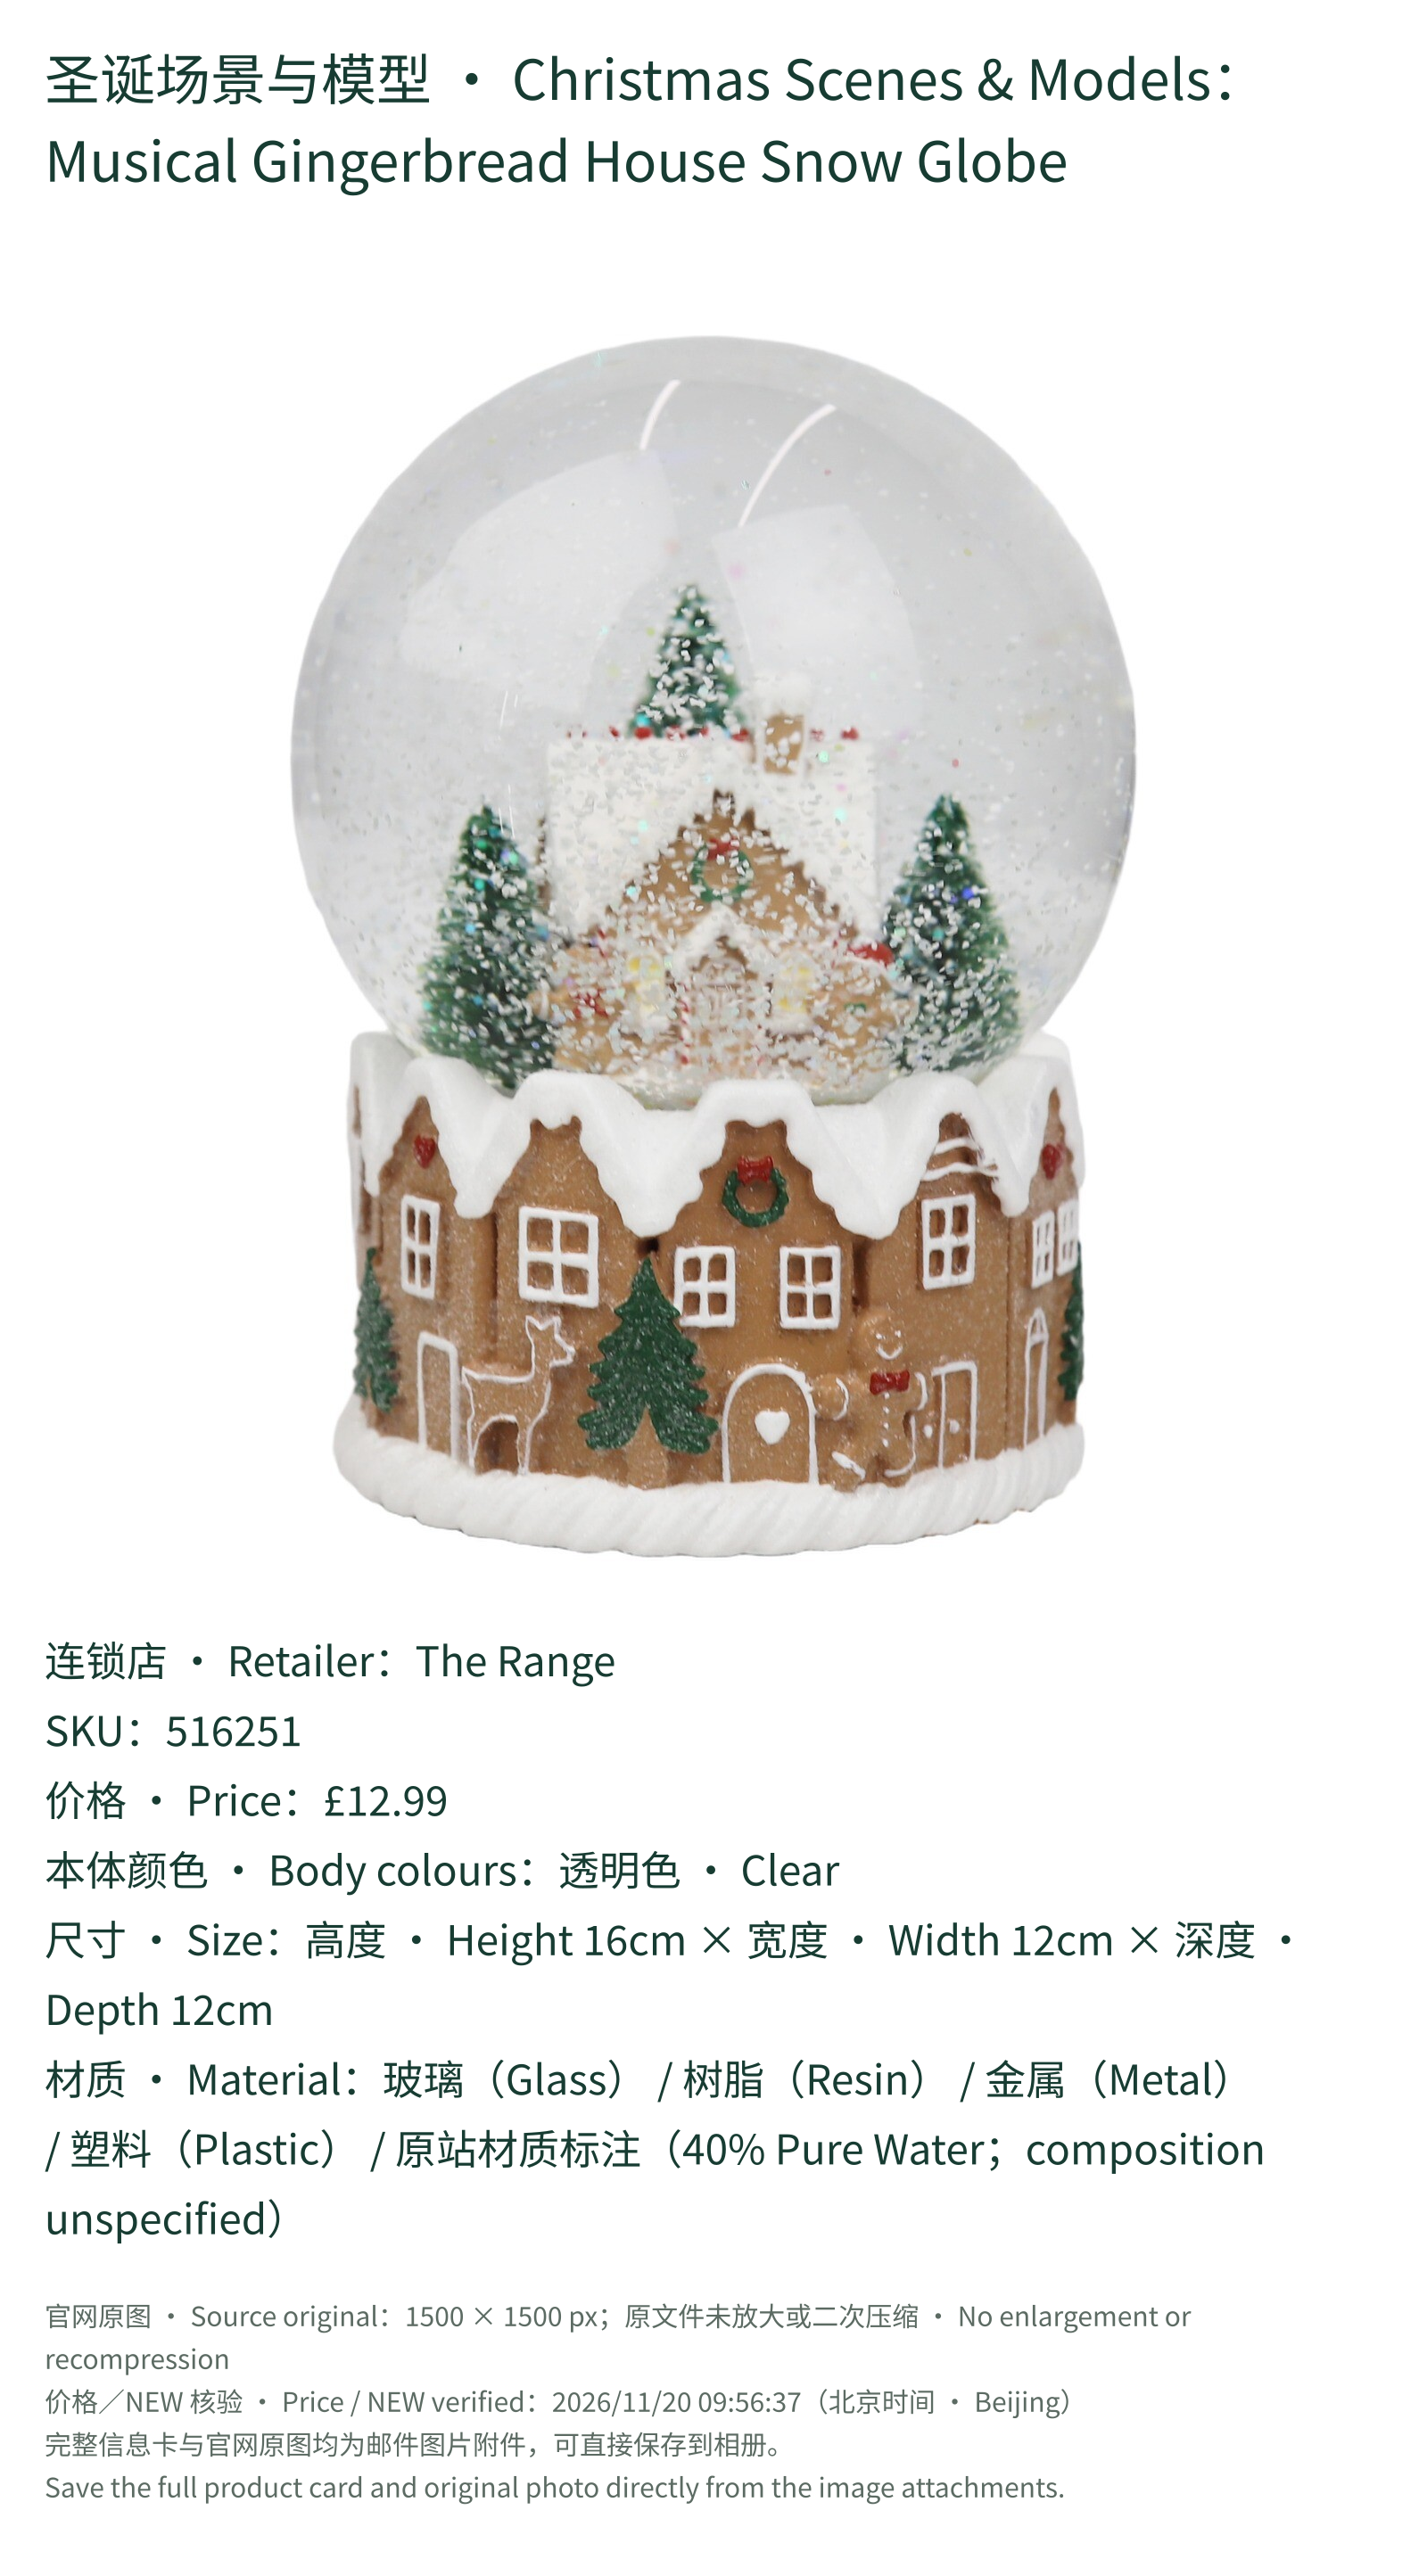 圣诞场景与模型 · Christmas Scenes & Models：
Musical Gingerbread House Snow Globe
连锁店 · Retailer：The Range
SKU：516251
价格 · Price：£12.99
本体颜色 · Body colours：透明色 · Clear
尺寸 · Size：高度 · Height 16cm × 宽度 · Width 12cm × 深度 ·
Depth 12cm
材质 · Material：玻璃（Glass） / 树脂（Resin） / 金属（Metal）
/ 塑料（Plastic） / 原站材质标注（40% Pure Water；composition
unspecified）
官网原图 · Source original：1500 × 1500 px；原文件未放大或二次压缩 · No enlargement or
recompression
价格／NEW 核验 · Price / NEW verified：2026/11/20 09:56:37（北京时间 · Beijing）
完整信息卡与官网原图均为邮件图片附件，可直接保存到相册。
Save the full product card and original photo directly from the image attachments.